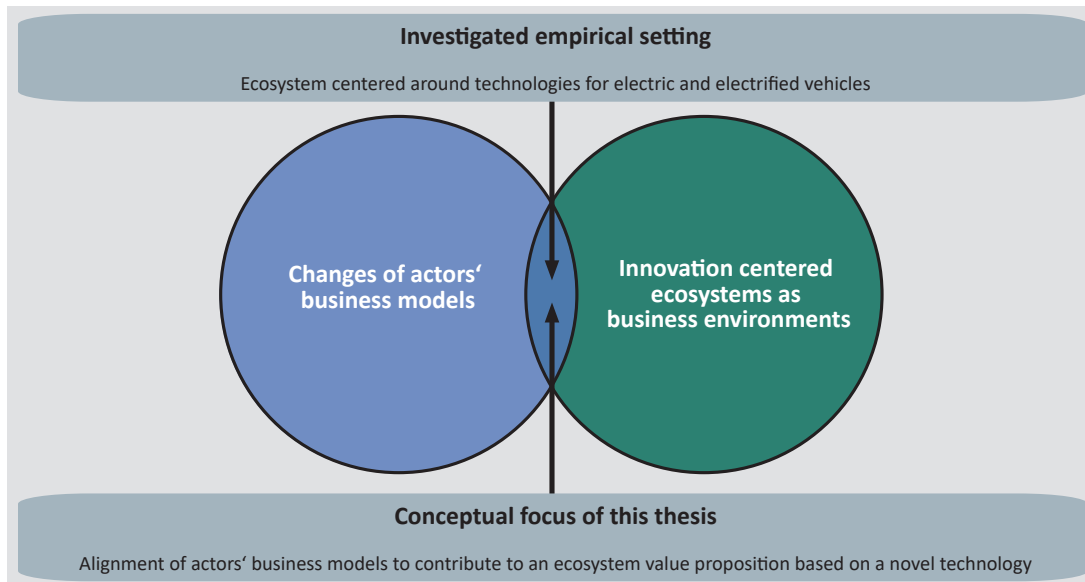 Investigated empirical setting
Ecosystem centered around technologies for electric and electrified vehicles
Changes of actors‘
business models
Innovation centered
ecosystems as
business environments
Conceptual focus of this thesis
Alignment of actors‘ business models to contribute to an ecosystem value proposition based on a novel technology